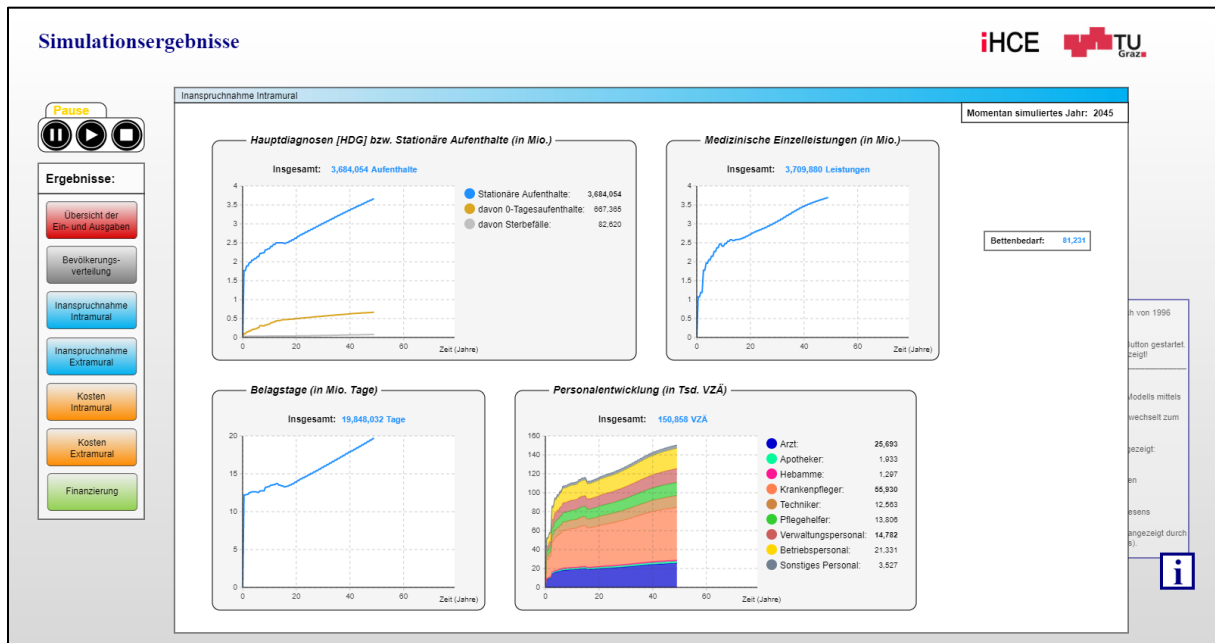 Simulationsergebnisse
iHCE
TU
Graz
Pause
Ergebnisse:
Übersicht der
Ein- und Ausgaben
Bevölkerungs-
verteilung
Inanspruchnahme
Intramural
Inanspruchnahme
Extramural
Kosten
Intramural
Kosten
Extramural
Finanzierung
Inanspruchnahme Intramural
Momentan simuliertes Jahr: 2045
Hauptdiagnosen [HDG] bzw. Stationäre Aufenthalte (in Mio.)
Insgesamt: 3,684,054 Aufenthalte
4
3.5
3
2.5
2
1.5
1
0.5
0
0 20 40 60
Zeit (Jahre)
Stationäre Aufenthalte: 3,684,054
davon 0-Tagesaufenthalte: 667,365
davon Sterbefälle: 82,620
Medizinische Einzelleistungen (in Mio.)
Insgesamt: 3,709,880 Leistungen
4
3.5
3
2.5
2
1.5
1
0.5
0
0 20 40 60
Zeit (Jahre)
Bettenbedarf: 81,231
Belagstage (in Mio. Tage)
Insgesamt: 19,848,032 Tage
20
15
10
5
0
0 20 40 60
Zeit (Jahre)
Personalentwicklung (in Tsd. VZÄ)
Insgesamt: 150,858 VZÄ
160
140
120
100
80
60
40
20
0
0 20 40 60
Zeit (Jahre)
Arzt: 25,693
Apotheker: 1,933
Hebamme: 1,297
Krankenpfleger: 55,930
Techniker: 12,563
Pflegehelfer: 13,806
Verwaltungspersonal: 14,782
Betriebspersonal: 21,331
Sonstiges Personal: 3,527
ch von 1996
Button gestartet.
zeigt!
Modells mittels
wechselt zum
gezeigt:
en
esens
angezeigt durch
s).
i